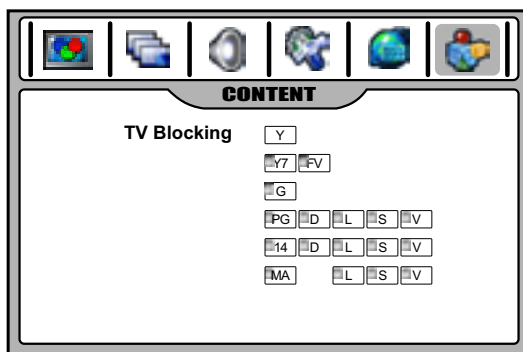 CONTENT
TV Blocking Y
Y7 FV
G
PG D L S V
14 D L S V
MA L S V